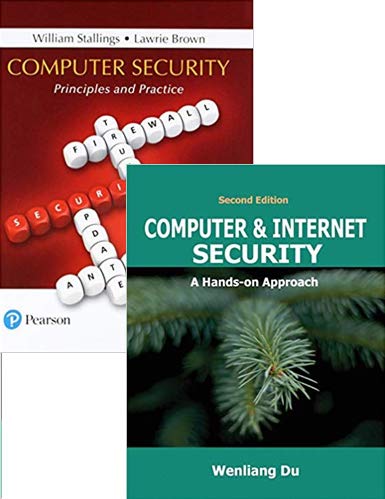 William Stallings • Lawrie Brown
COMPUTER SECURITY
Principles and Practice
FIREWALL
SECURI
UPDATE
ANT
Pearson
Second Edition
COMPUTER & INTERNET
SECURITY
A Hands-on Approach
Wenliang Du